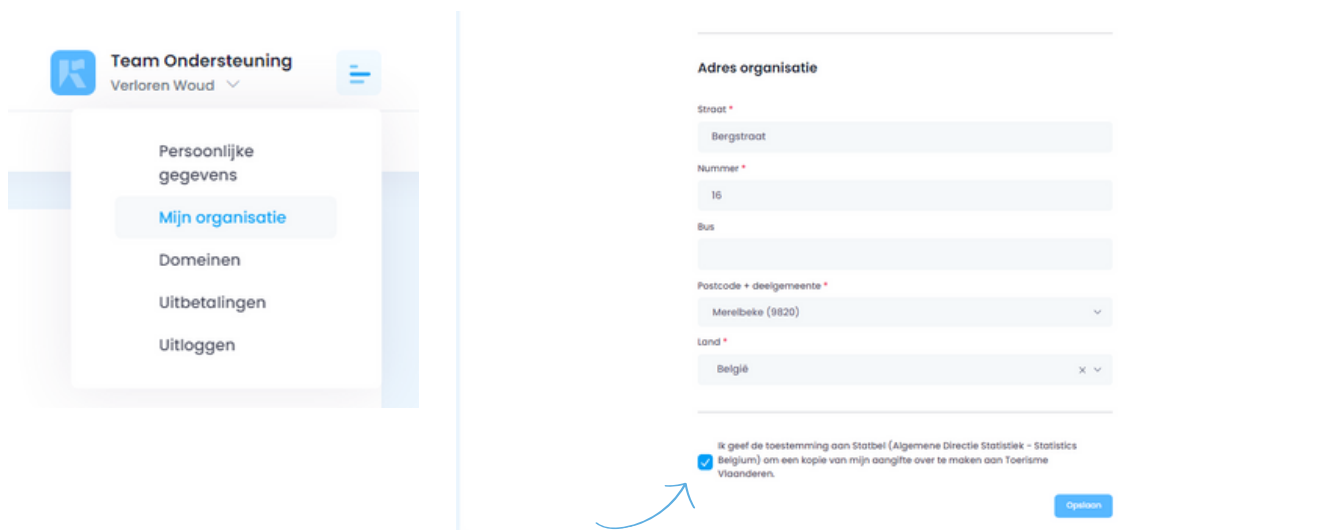 Team Ondersteuning
Verloren Woud
Persoonlijke
gegevens
Mijn organisatie
Domeinen
Uitbetalingen
Uitloggen
Adres organisatie
Straat *
Bergstraat
Nummer *
16
Bus
Postcode + deelgemeente *
Merelbeke (9820)
Land *
België
Ik geef de toestemming aan Statbel (Algemene Directie Statistiek - Statistics
Belgium) om een kopie van mijn aangifte over te maken aan Toerisme
Vlaanderen.
Opslaan